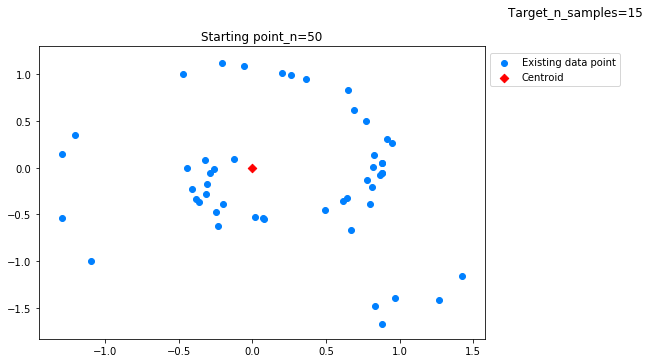 Target_n_samples=15
Starting point_n=50
Existing data point
Centroid
1.0
0.5
0.0
−0.5
−1.0
−1.5
−1.0 −0.5 0.0 0.5 1.0 1.5